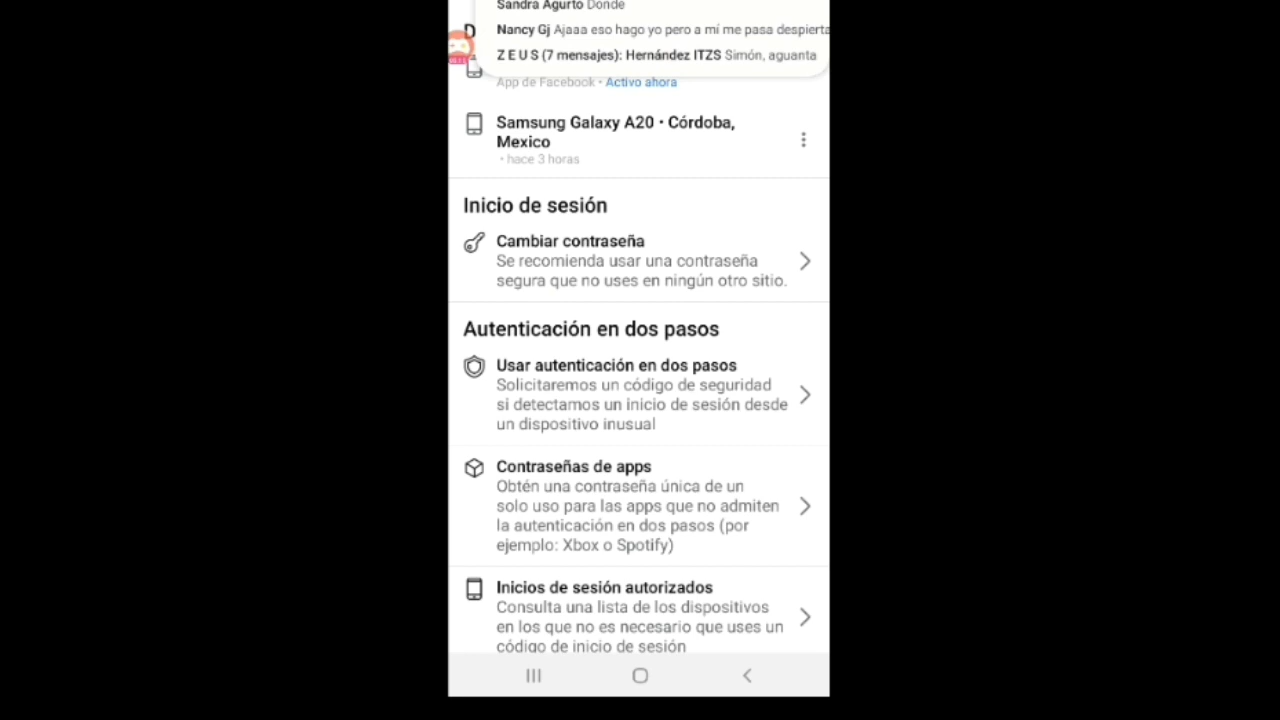 Sandra Agurto Donde
Nancy Gj Ajaaa eso hago yo pero a mí me pasa despierta
Z E U S (7 mensajes): Hernández ITZS Simón, aguanta
D
App de Facebook · Activo ahora
Samsung Galaxy A20 · Córdoba,
Mexico
· hace 3 horas
Inicio de sesión
Cambiar contraseña
Se recomienda usar una contraseña
segura que no uses en ningún otro sitio.
Autenticación en dos pasos
Usar autenticación en dos pasos
Solicitaremos un código de seguridad
si detectamos un inicio de sesión desde
un dispositivo inusual
Contraseñas de apps
Obtén una contraseña única de un
solo uso para las apps que no admiten
la autenticación en dos pasos (por
ejemplo: Xbox o Spotify)
Inicios de sesión autorizados
Consulta una lista de los dispositivos
en los que no es necesario que uses un
código de inicio de sesión